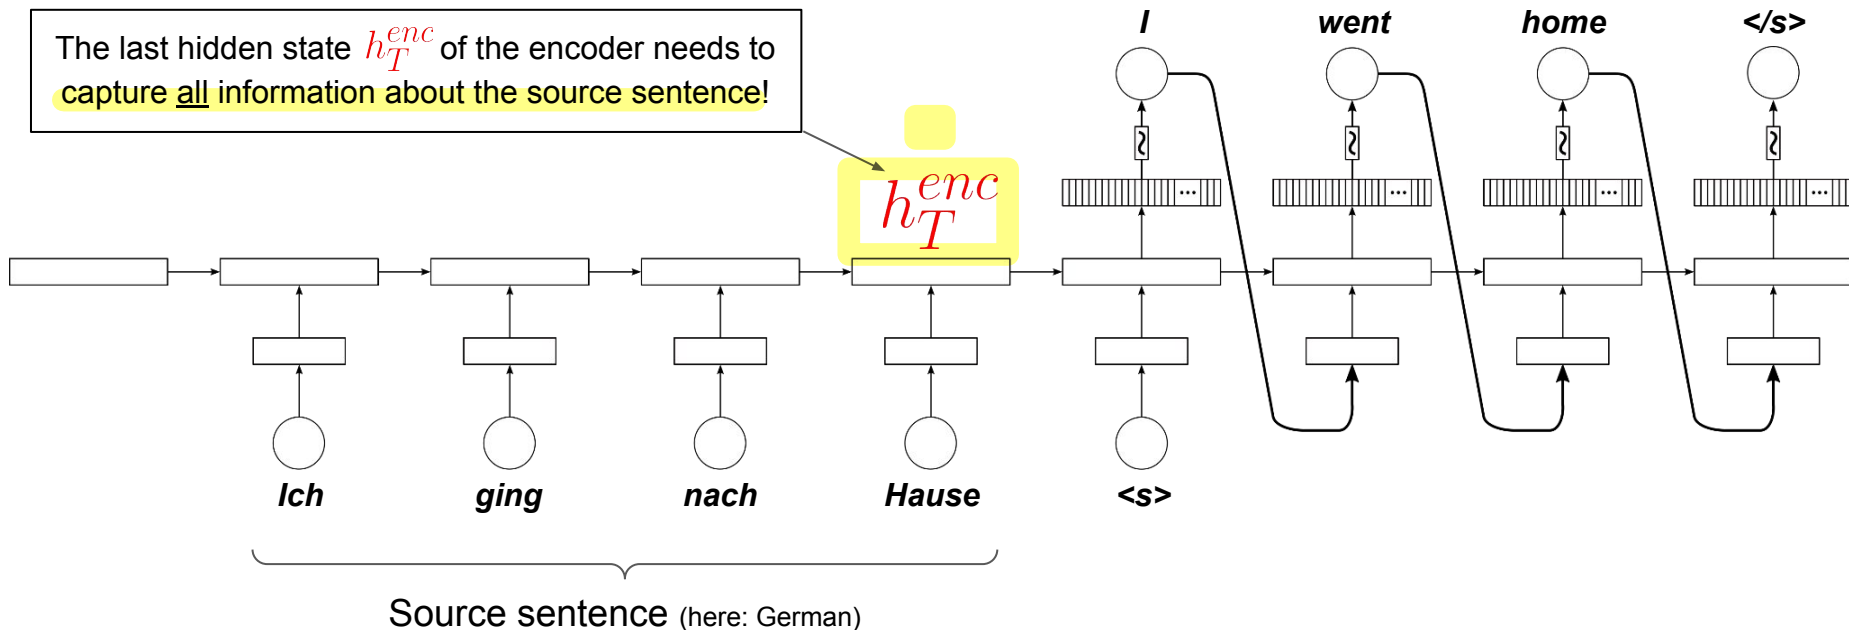 The last hidden state h_T^{enc} of the encoder needs to
capture all information about the source sentence!
h_T^{enc}
I went home </s>
... ... ... ...
Ich ging nach Hause <s>
Source sentence (here: German)